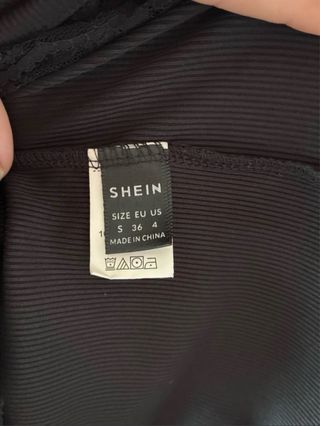 SHEIN
SIZE EU US
S 36 4
MADE IN CHINA